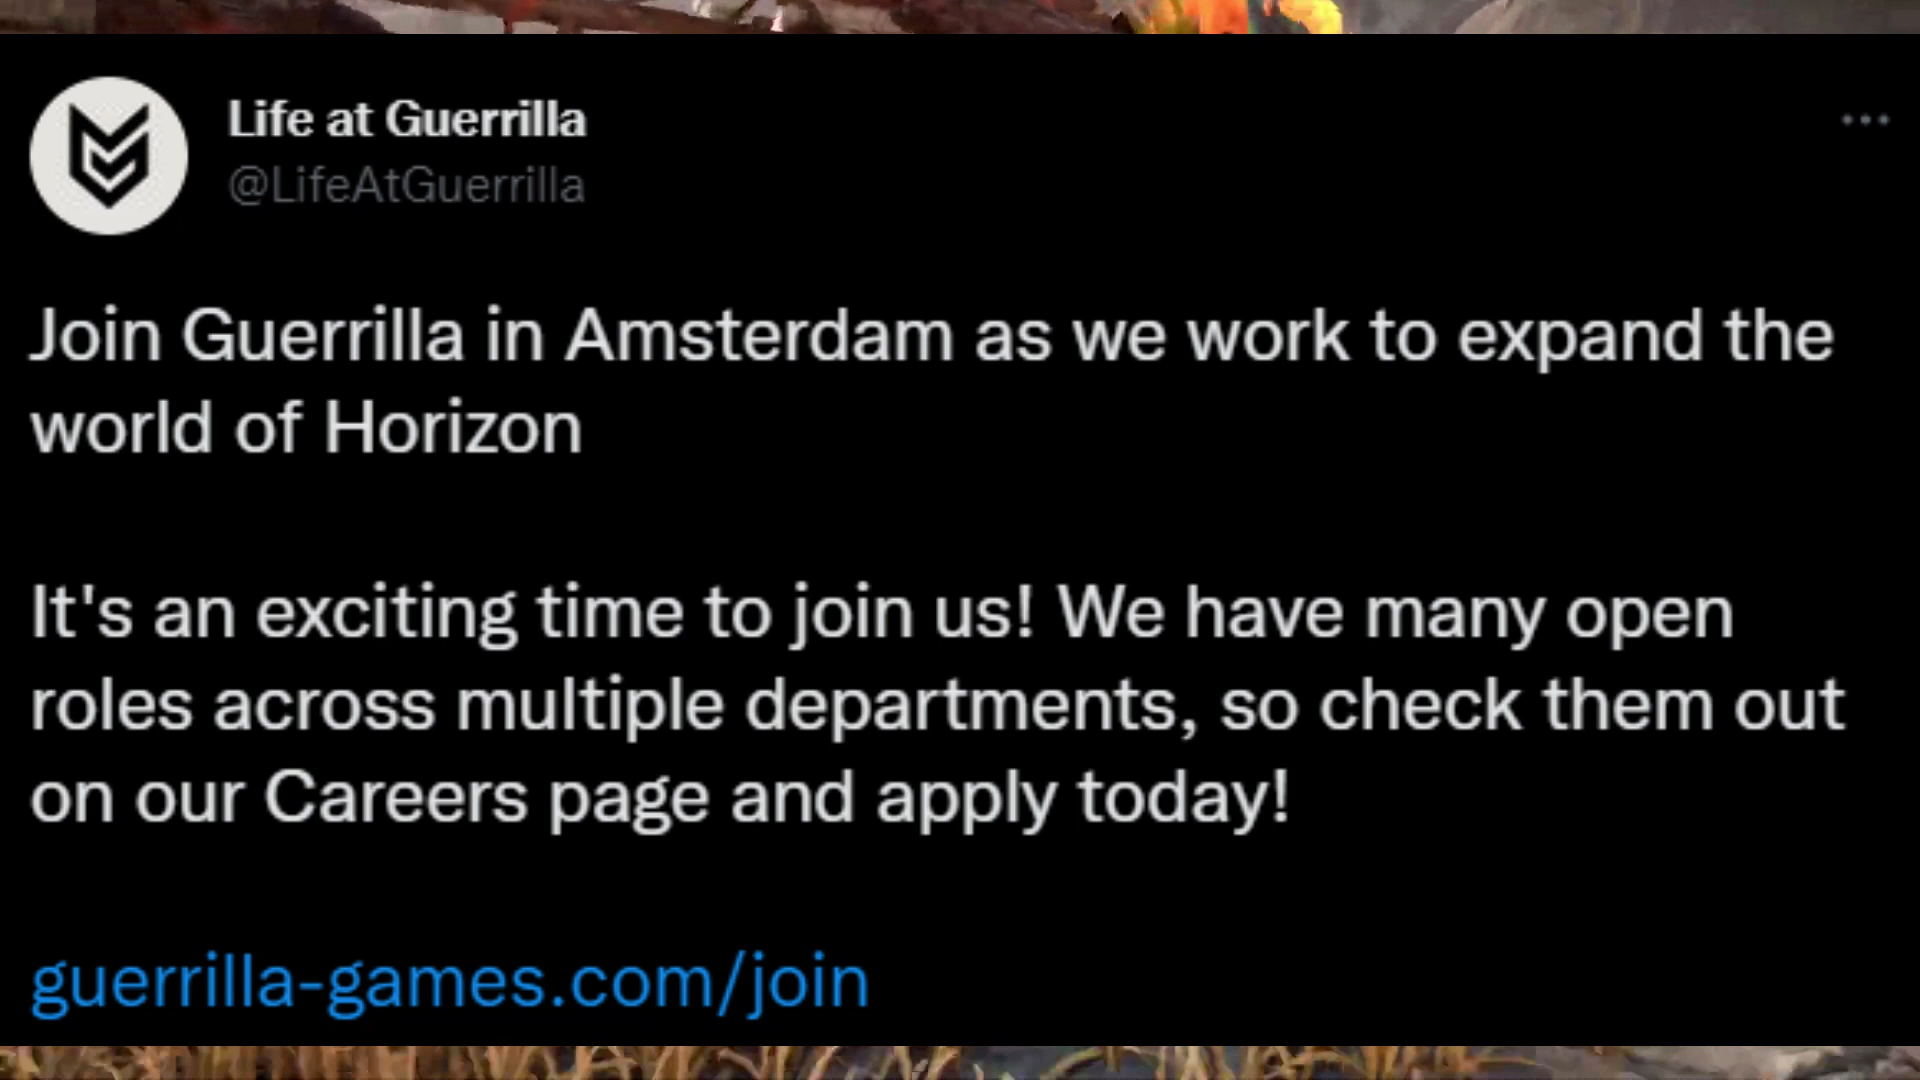 Life at Guerrilla
@LifeAtGuerrilla
Join Guerrilla in Amsterdam as we work to expand the
world of Horizon
It's an exciting time to join us! We have many open
roles across multiple departments, so check them out
on our Careers page and apply today!
guerrilla-games.com/join